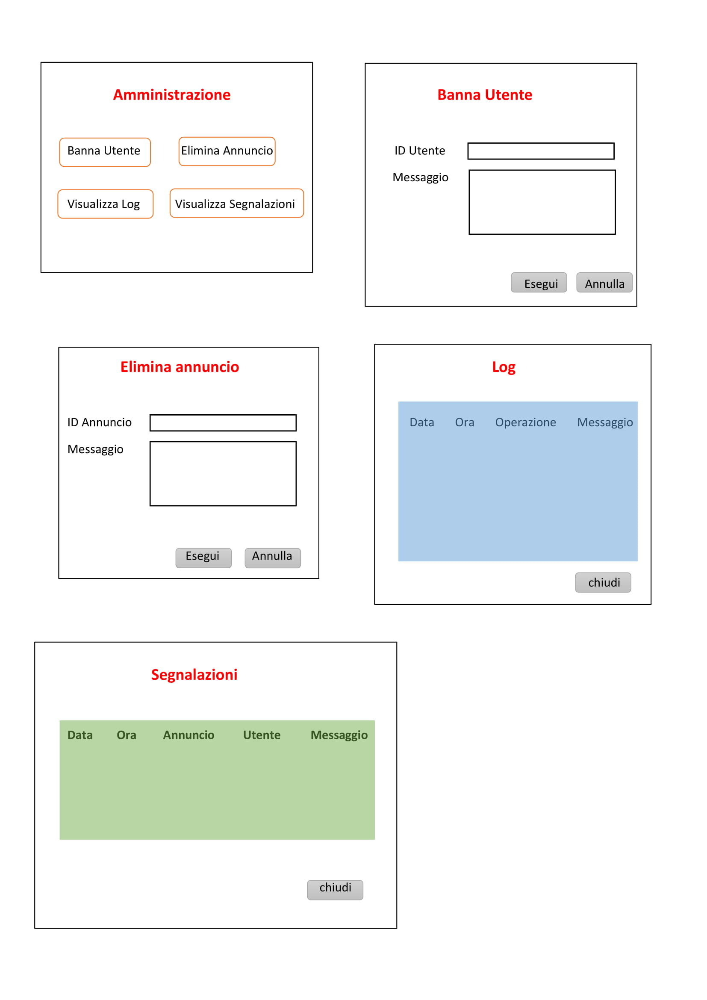 Amministrazione
Banna Utente
Elimina Annuncio
Visualizza Log
Visualizza Segnalazioni
Banna Utente
ID Utente
Messaggio
Esegui
Annulla
Elimina annuncio
ID Annuncio
Messaggio
Esegui
Annulla
Log
Data Ora Operazione Messaggio
chiudi
Segnalazioni
Data Ora Annuncio Utente Messaggio
chiudi